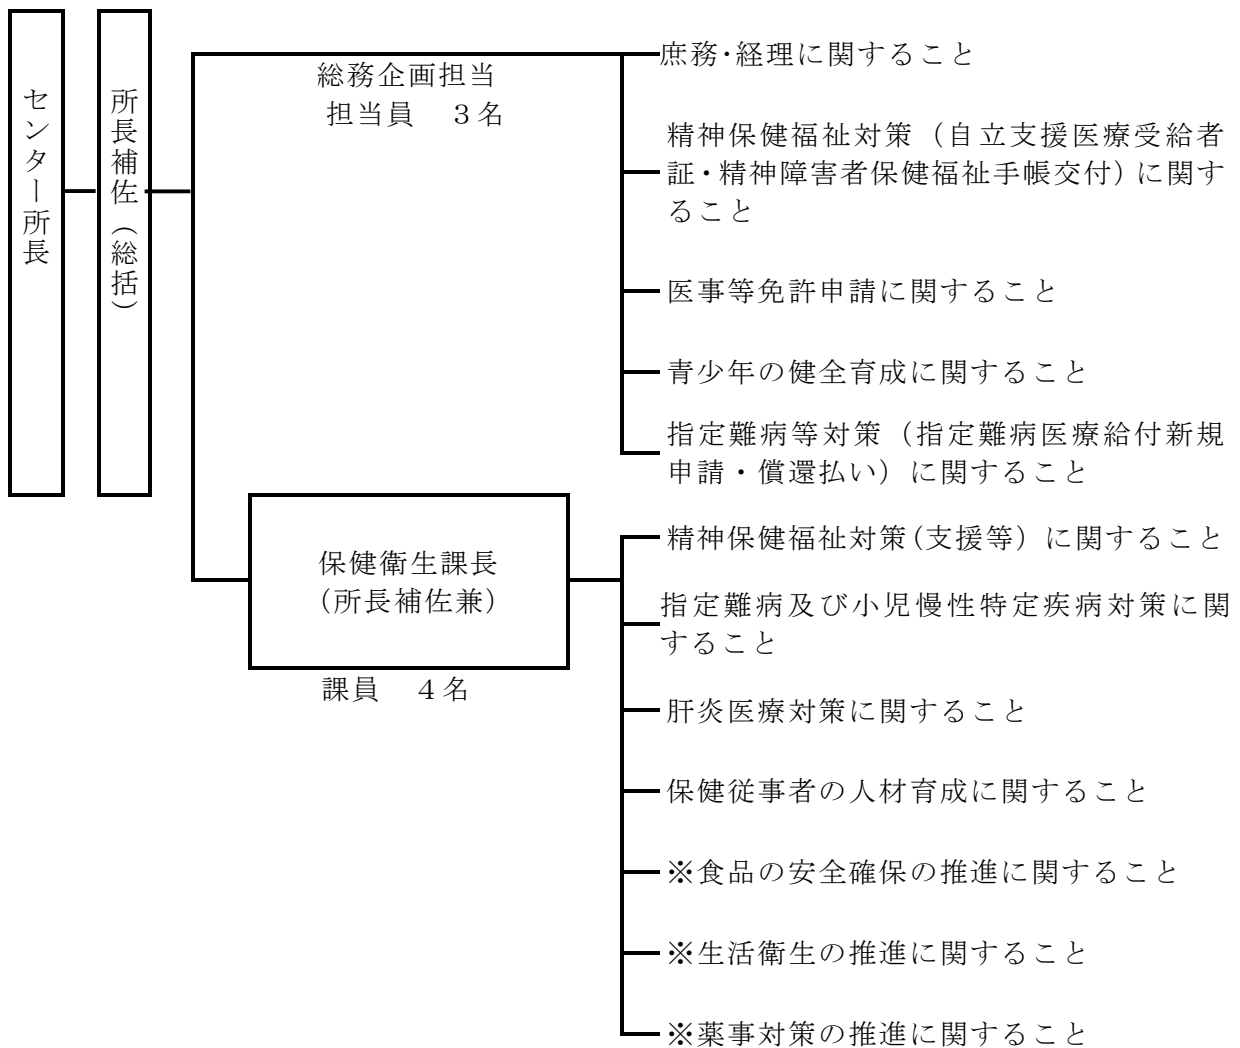 センター所長
所長補佐（総括）
総務企画担当
担当員　３名
庶務・経理に関すること
精神保健福祉対策（自立支援医療受給者
証・精神障害者保健福祉手帳交付）に関す
ること
医事等免許申請に関すること
青少年の健全育成に関すること
指定難病等対策（指定難病医療給付新規
申請・償還払い）に関すること
保健衛生課長
（所長補佐兼）
課員　４名
精神保健福祉対策（支援等）に関すること
指定難病及び小児慢性特定疾病対策に関
すること
肝炎医療対策に関すること
保健従事者の人材育成に関すること
※食品の安全確保の推進に関すること
※生活衛生の推進に関すること
※薬事対策の推進に関すること